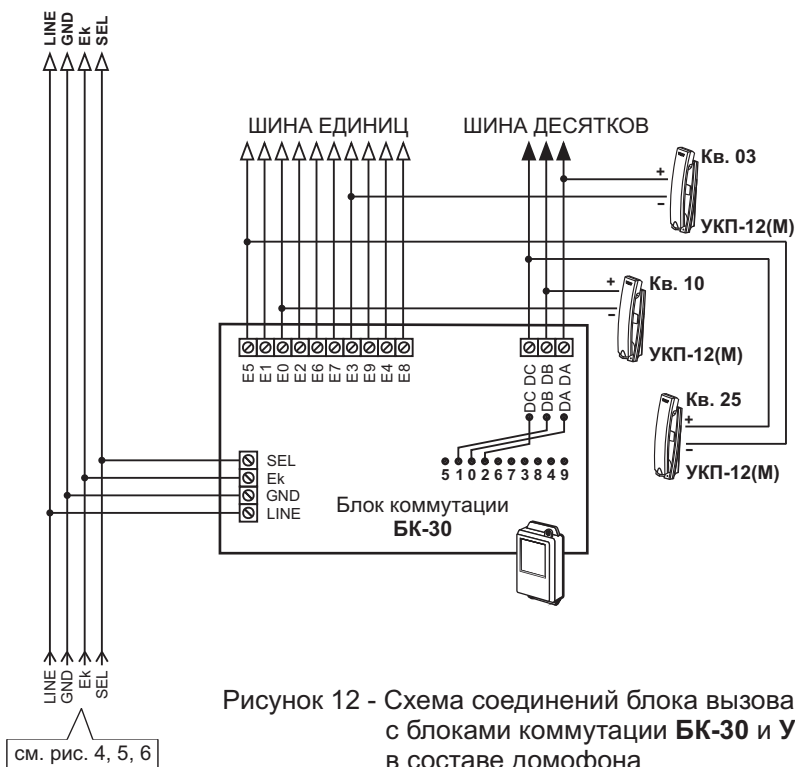 LINE
GND
Ek
SEL
ШИНА ЕДИНИЦ
ШИНА ДЕСЯТКОВ
Кв. 03
+
–
УКП-12(М)
Кв. 10
+
–
УКП-12(М)
Кв. 25
+
–
УКП-12(М)
E5 E1 E0 E2 E6 E7 E3 E9 E4 E8
DC DC
DB DB
DA DA
5 1 0 2 6 7 3 8 4 9
SEL
Ek
GND
LINE
Блок коммутации
БК-30
LINE
GND
Ek
SEL
см. рис. 4, 5, 6
Рисунок 12 - Схема соединений блока вызова
с блоками коммутации БК-30 и У
в составе домофона